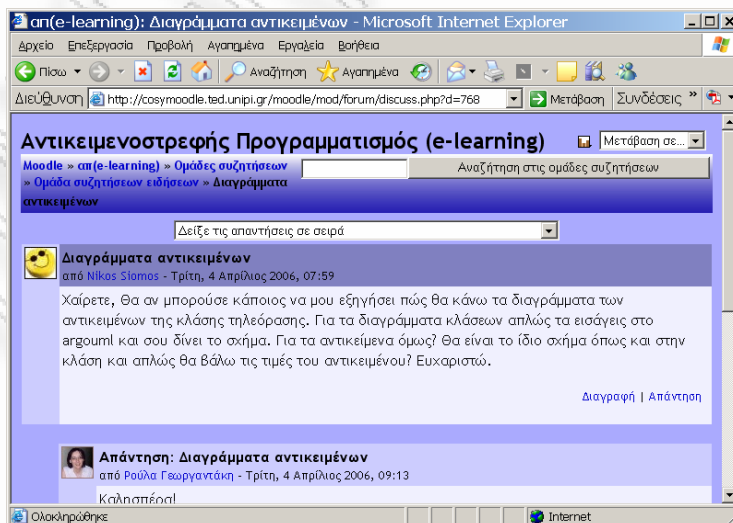 απ(e-learning): Διαγράμματα αντικειμένων - Microsoft Internet Explorer
Αρχείο Επεξεργασία Προβολή Αγαπημένα Εργαλεία Βοήθεια
Πίσω Αναζήτηση Αγαπημένα
Διεύθυνση http://cosymoodle.ted.unipi.gr/moodle/mod/forum/discuss.php?d=768 Μετάβαση Συνδέσεις »
Αντικειμενοστρεφής Προγραμματισμός (e-learning) Μετάβαση σε...
Moodle » απ(e-learning) » Ομάδες συζητήσεων Αναζήτηση στις ομάδες συζητήσεων
» Ομάδα συζητήσεων ειδήσεων » Διαγράμματα
αντικειμένων
Δείξε τις απαντήσεις σε σειρά
Διαγράμματα αντικειμένων
από Nikos Siomos - Τρίτη, 4 Απρίλιος 2006, 07:59
Χαίρετε, Θα αν μπορούσε κάποιος να μου εξηγήσει πώς θα κάνω τα διαγράμματα των
αντικειμένων της κλάσης τηλεόρασης. Για τα διαγράμματα κλάσεων απλώς τα εισάγεις στο
argouml και σου δίνει το σχήμα. Για τα αντικείμενα όμως? Θα είναι το ίδιο σχήμα όπως και στην
κλάση και απλώς θα βάλω τις τιμές του αντικειμένου? Ευχαριστώ.
Διαγραφή | Απάντηση
Απάντηση: Διαγράμματα αντικειμένων
από Ρούλα Γεωργαντάκη - Τρίτη, 4 Απρίλιος 2006, 09:13
Καλησπέρα!
Ολοκληρώθηκε Internet